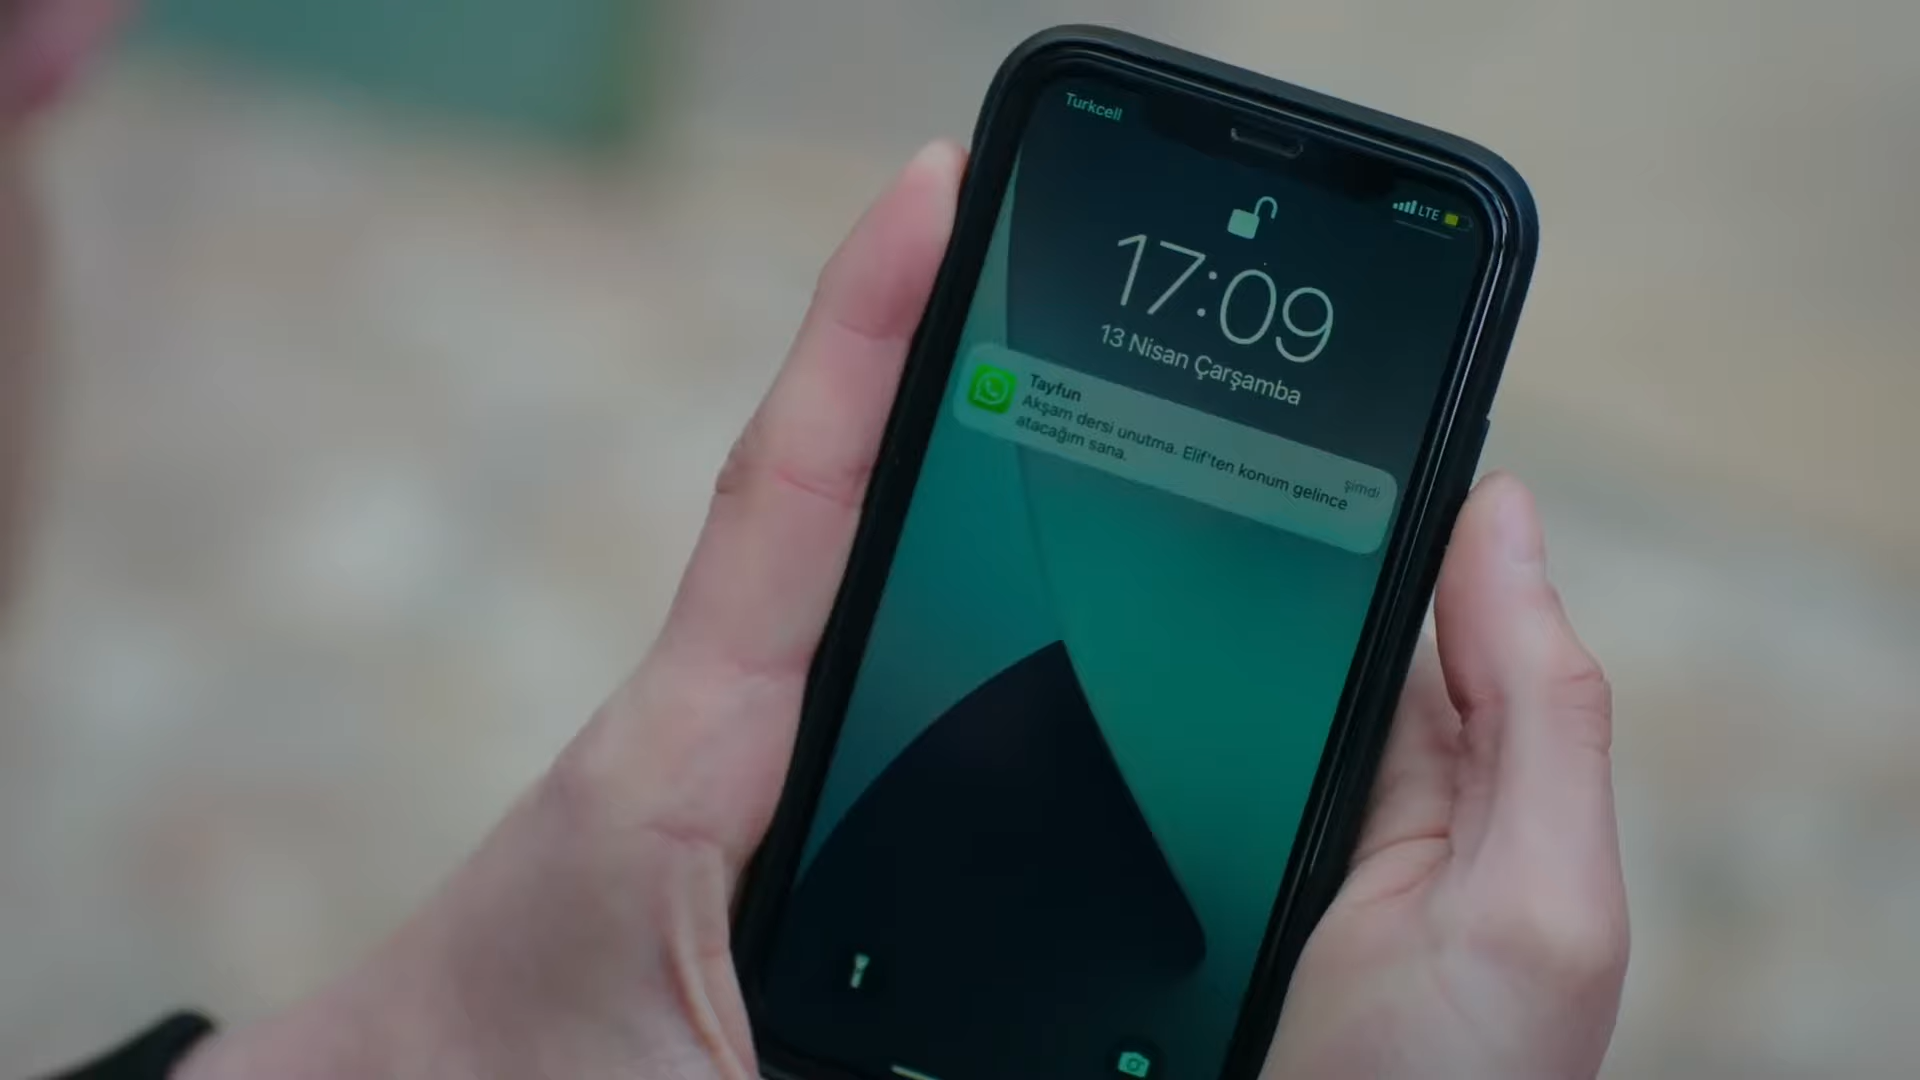 Turkcell
LTE
17:09
13 Nisan Çarşamba
Tayfun
şimdi
Akşam dersi unutma. Elif'ten konum gelince
atacağım sana.